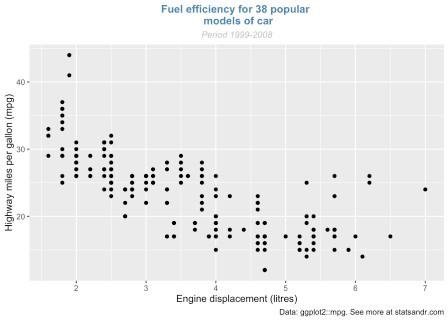 Fuel efficiency for 38 popular
models of car
Period 1999-2008
Highway miles per gallon (mpg)
40
30
20
2 3 4 5 6 7
Engine displacement (litres)
Data: ggplot2::mpg. See more at statsandr.com